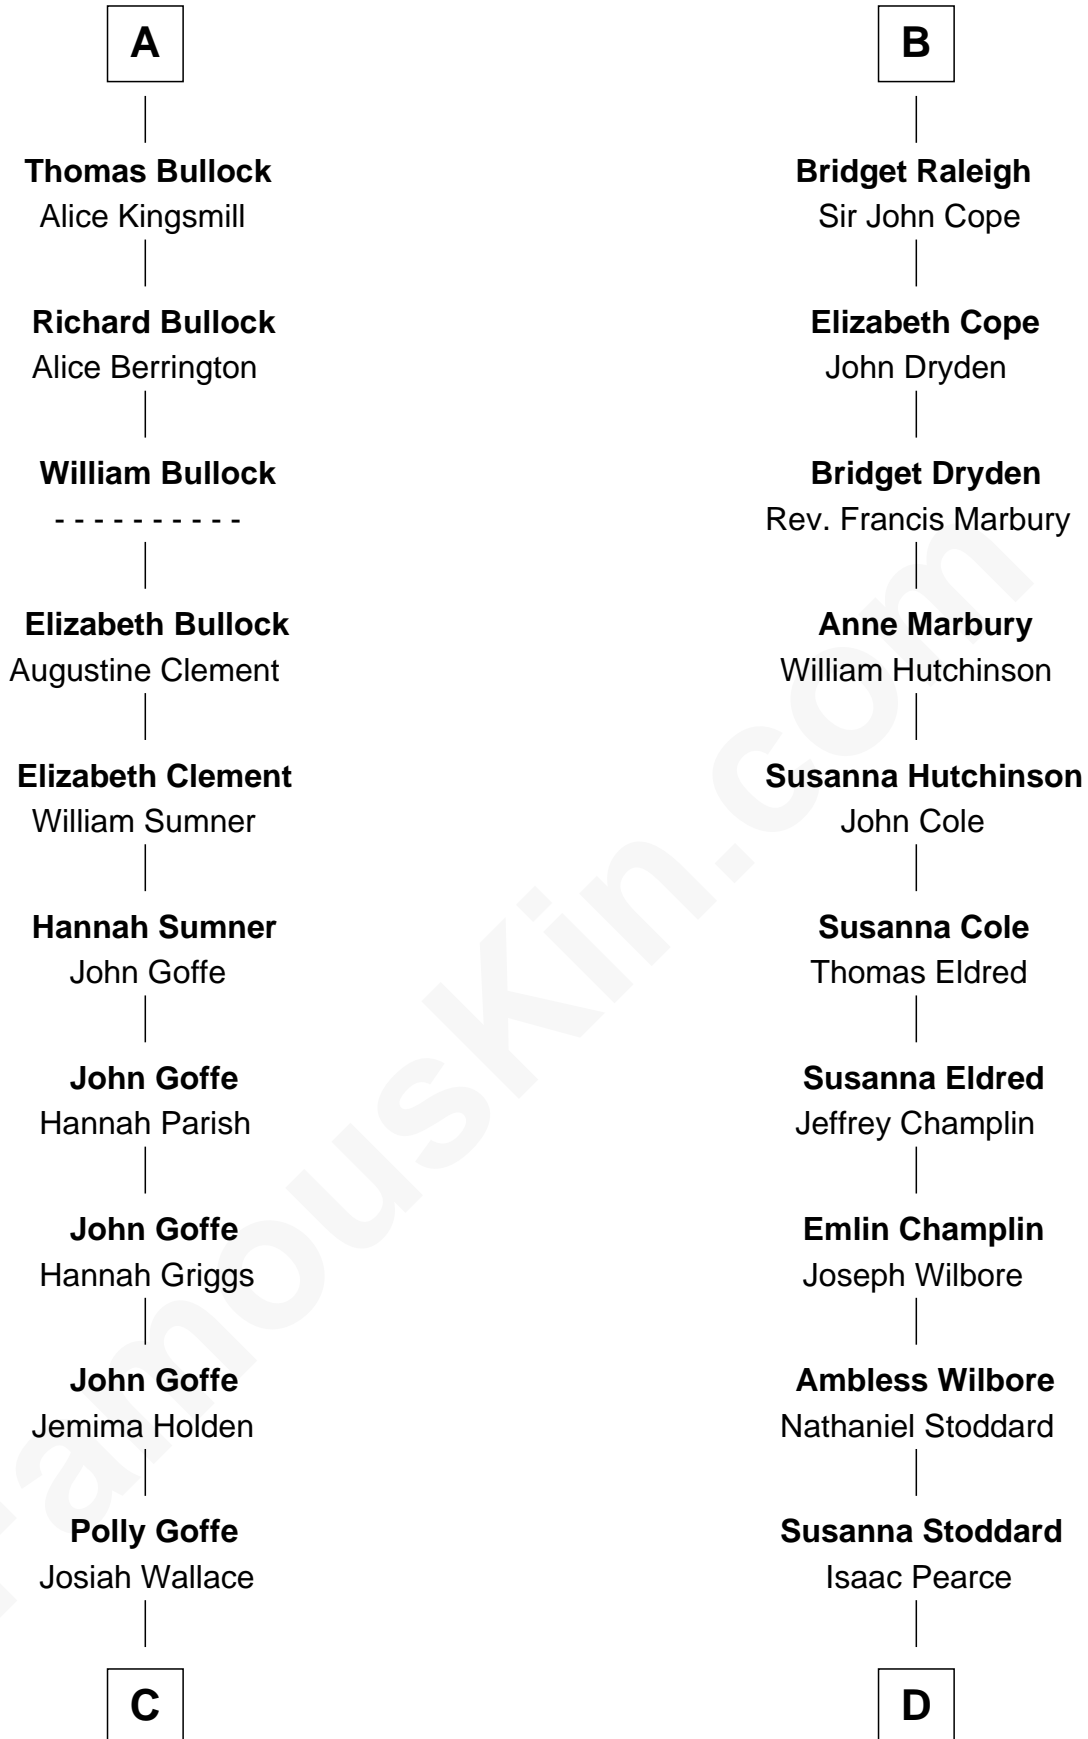 A
Thomas Bullock
Alice Kingsmill
Richard Bullock
Alice Berrington
William Bullock
- - - - - - - - - -
Elizabeth Bullock
Augustine Clement
Elizabeth Clement
William Sumner
Hannah Sumner
John Goffe
John Goffe
Hannah Parish
John Goffe
Hannah Griggs
John Goffe
Jemima Holden
Polly Goffe
Josiah Wallace
C
B
Bridget Raleigh
Sir John Cope
Elizabeth Cope
John Dryden
Bridget Dryden
Rev. Francis Marbury
Anne Marbury
William Hutchinson
Susanna Hutchinson
John Cole
Susanna Cole
Thomas Eldred
Susanna Eldred
Jeffrey Champlin
Emlin Champlin
Joseph Wilbore
Ambless Wilbore
Nathaniel Stoddard
Susanna Stoddard
Isaac Pearce
D
FamousKin.com